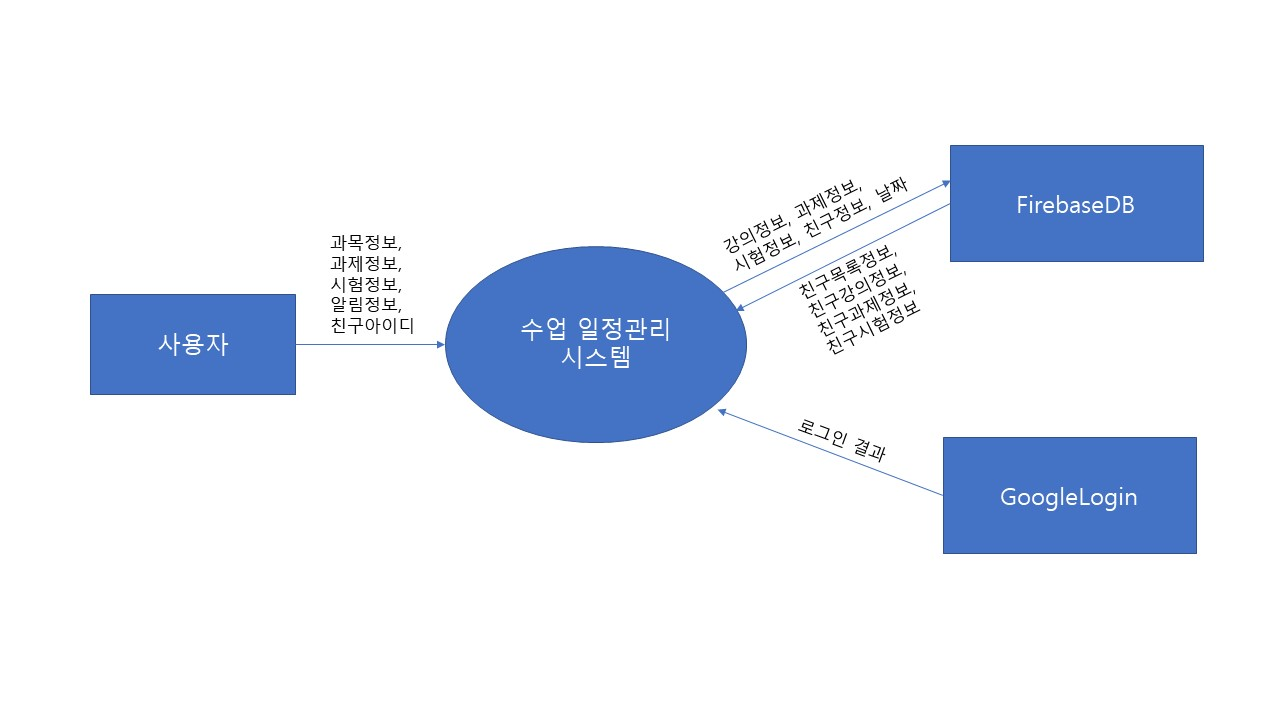 사용자
과목정보,
과제정보,
시험정보,
알림정보,
친구아이디
수업 일정관리
시스템
강의정보, 과제정보,
시험정보, 친구정보, 날짜
친구목록정보,
친구강의정보,
친구과제정보,
친구시험정보
FirebaseDB
로그인 결과
GoogleLogin